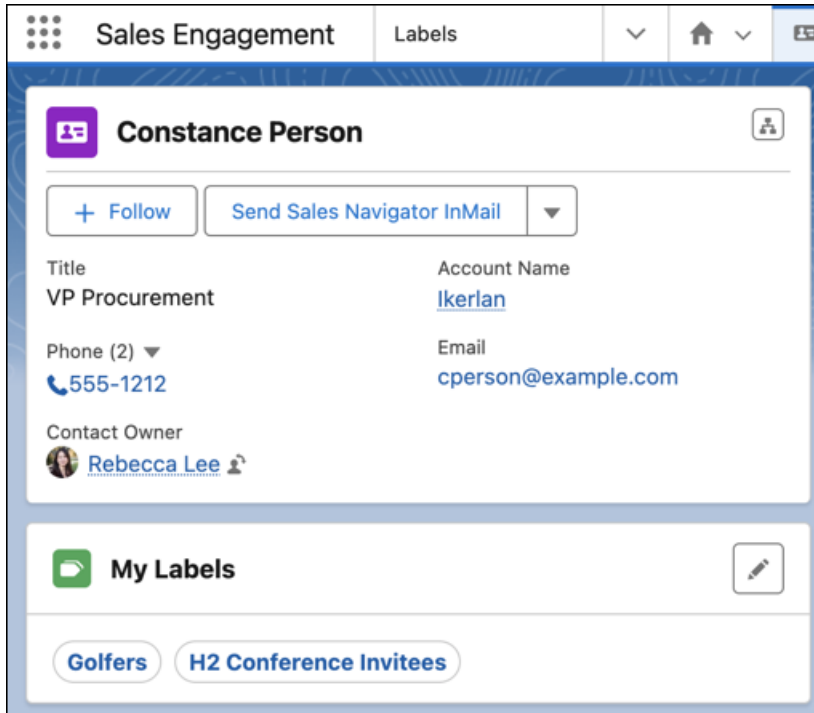 Sales Engagement
Labels
Constance Person
+ Follow
Send Sales Navigator InMail
Title
Account Name
VP Procurement
Ikerlan
Phone (2)
Email
555-1212
cperson@example.com
Contact Owner
Rebecca Lee
My Labels
Golfers
H2 Conference Invitees